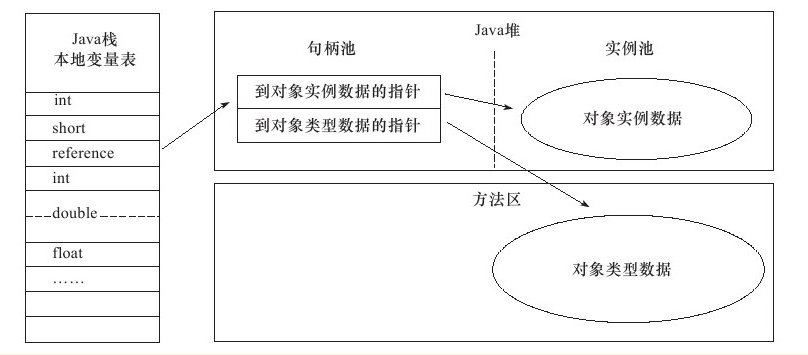 Java栈
本地变量表
int
short
reference
int
double
float
……
Java堆
句柄池
实例池
到对象实例数据的指针
到对象类型数据的指针
对象实例数据
方法区
对象类型数据